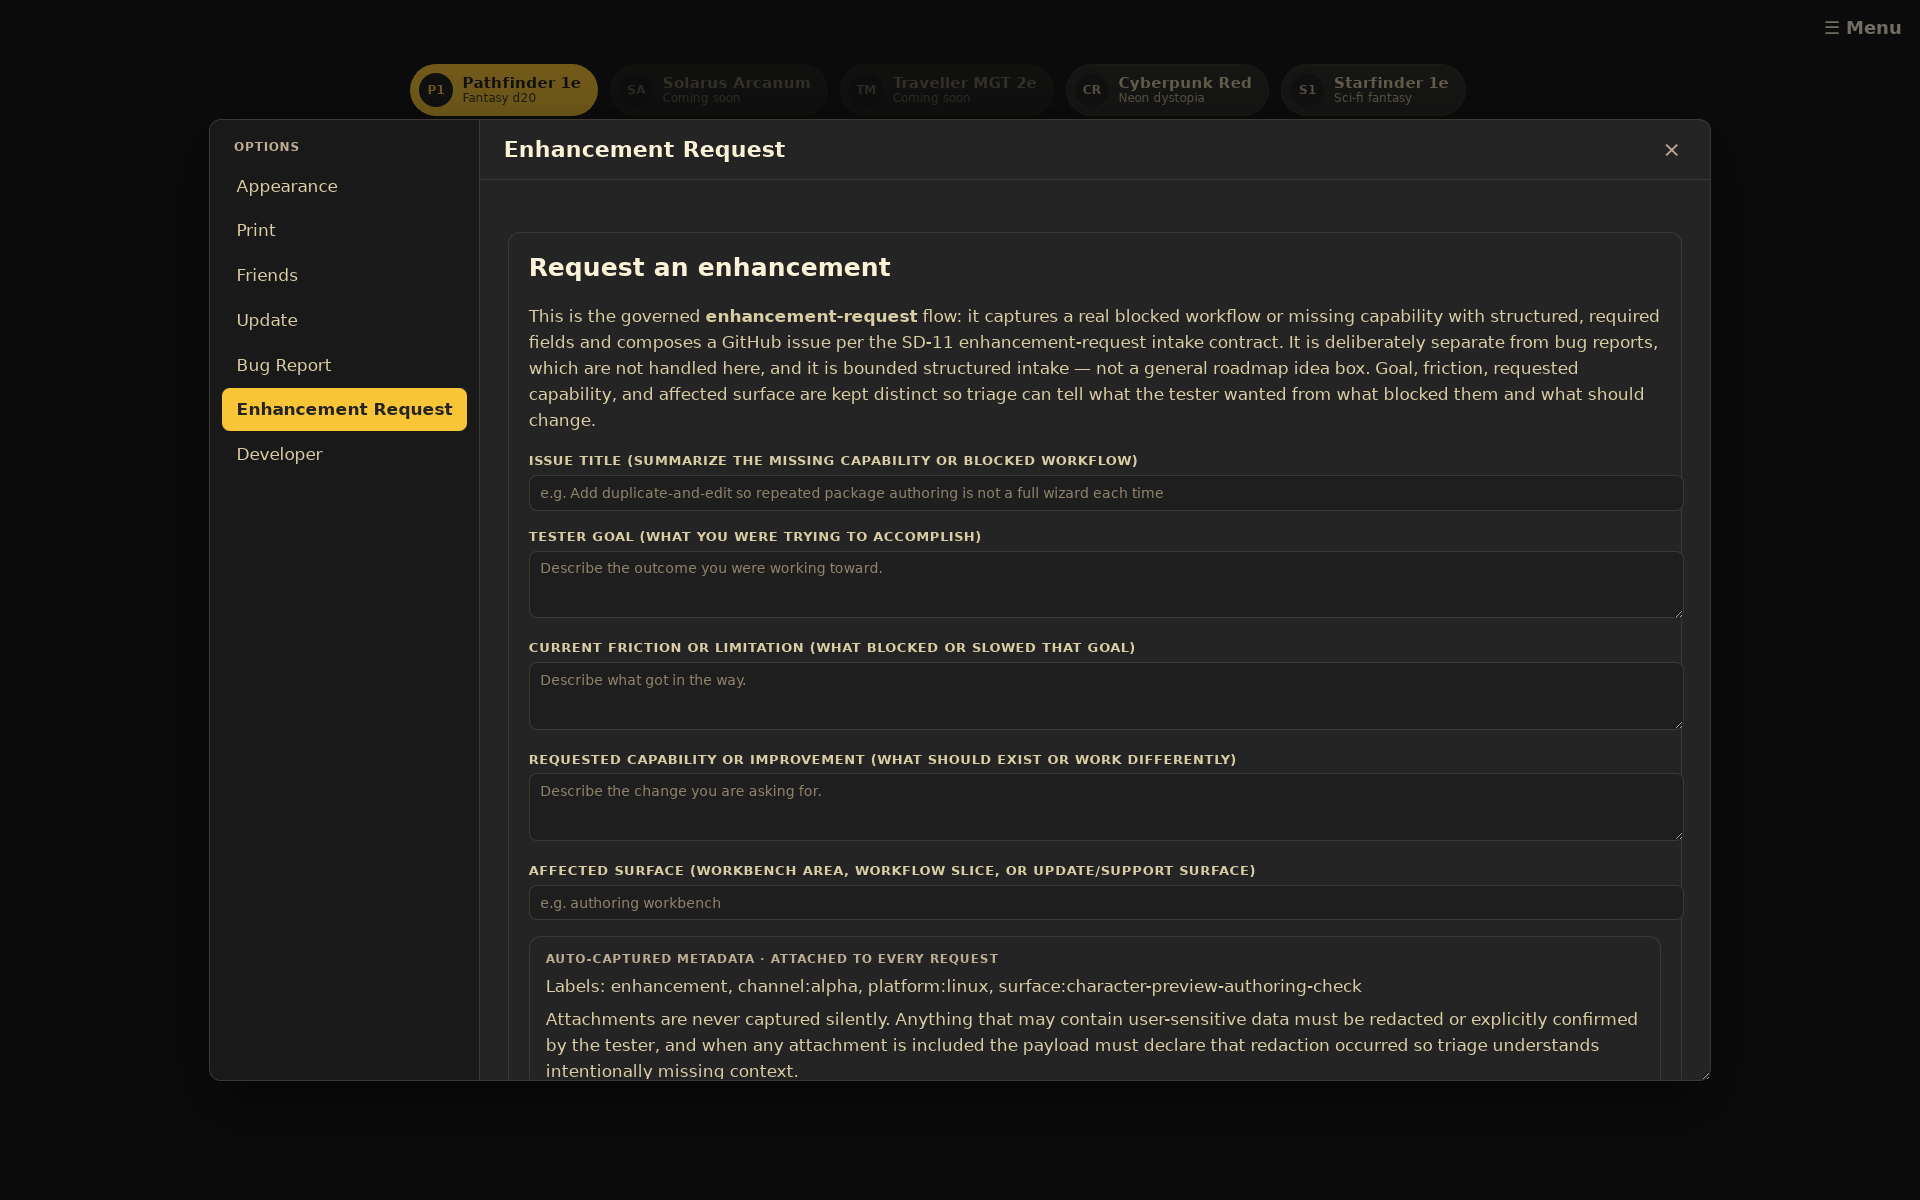 ☰ Menu
P1 Pathfinder 1e
Fantasy d20
SA Solarus Arcanum
Coming soon
TM Traveller MGT 2e
Coming soon
CR Cyberpunk Red
Neon dystopia
S1 Starfinder 1e
Sci-fi fantasy
OPTIONS
Appearance
Print
Friends
Update
Bug Report
Enhancement Request
Developer
Enhancement Request
×
Request an enhancement
This is the governed enhancement-request flow: it captures a real blocked workflow or missing capability with structured, required
fields and composes a GitHub issue per the SD-11 enhancement-request intake contract. It is deliberately separate from bug reports,
which are not handled here, and it is bounded structured intake — not a general roadmap idea box. Goal, friction, requested
capability, and affected surface are kept distinct so triage can tell what the tester wanted from what blocked them and what should
change.
ISSUE TITLE (SUMMARIZE THE MISSING CAPABILITY OR BLOCKED WORKFLOW)
e.g. Add duplicate-and-edit so repeated package authoring is not a full wizard each time
TESTER GOAL (WHAT YOU WERE TRYING TO ACCOMPLISH)
Describe the outcome you were working toward.
CURRENT FRICTION OR LIMITATION (WHAT BLOCKED OR SLOWED THAT GOAL)
Describe what got in the way.
REQUESTED CAPABILITY OR IMPROVEMENT (WHAT SHOULD EXIST OR WORK DIFFERENTLY)
Describe the change you are asking for.
AFFECTED SURFACE (WORKBENCH AREA, WORKFLOW SLICE, OR UPDATE/SUPPORT SURFACE)
e.g. authoring workbench
AUTO-CAPTURED METADATA · ATTACHED TO EVERY REQUEST
Labels: enhancement, channel:alpha, platform:linux, surface:character-preview-authoring-check
Attachments are never captured silently. Anything that may contain user-sensitive data must be redacted or explicitly confirmed
by the tester, and when any attachment is included the payload must declare that redaction occurred so triage understands
intentionally missing context.